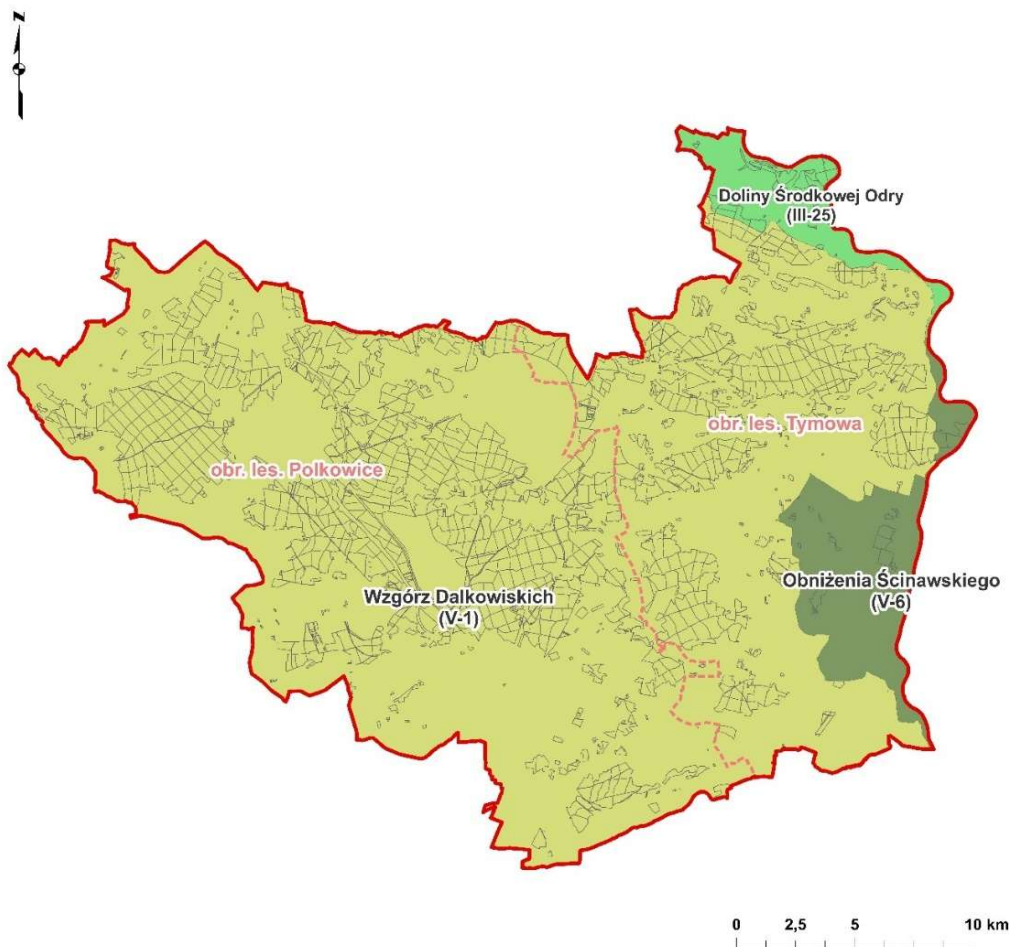 N
Doliny Środkowej Odry
(III-25)
obr. les. Tymowa
obr. les. Polkowice
Obniżenia Ścinawskiego
(V-6)
Wzgórz Dalkowiskich
(V-1)
0 2,5 5 10 km